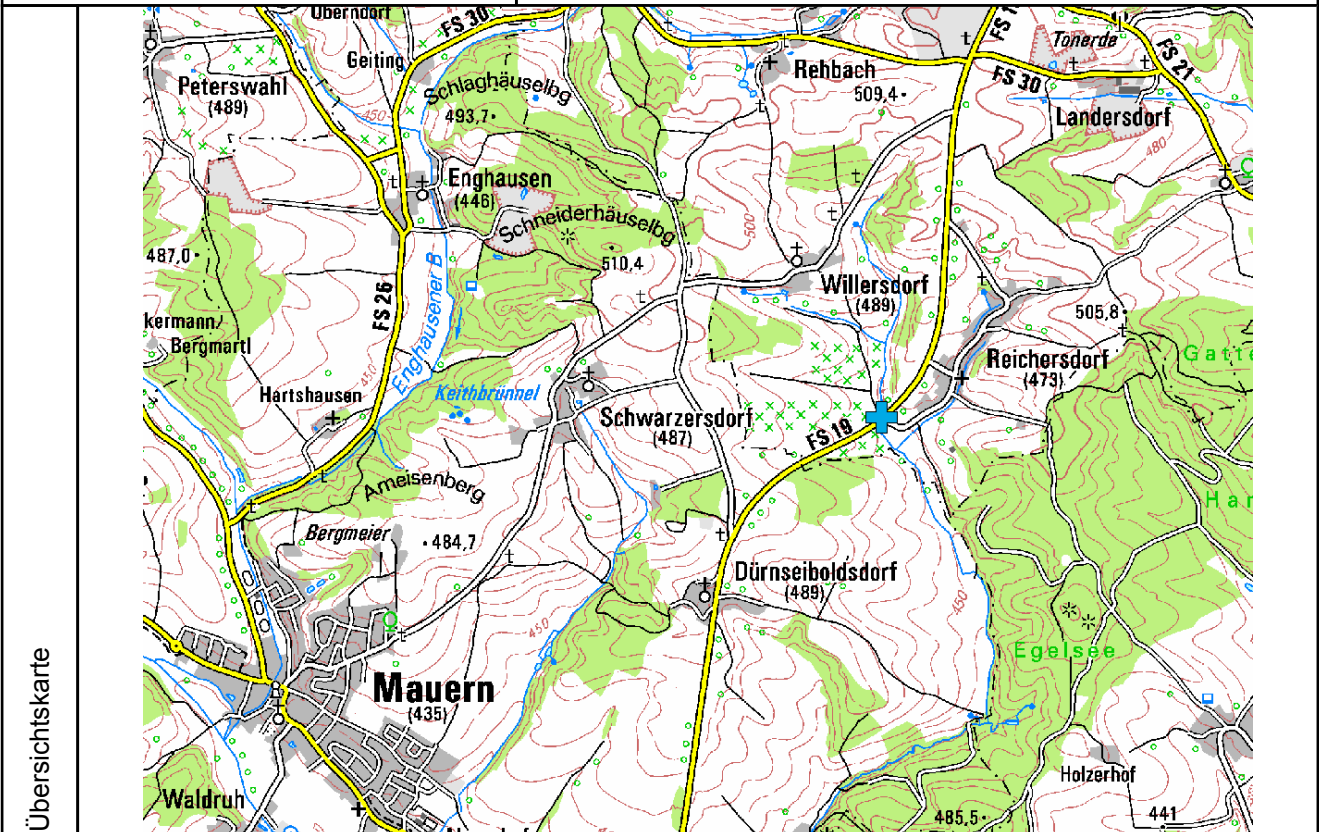 Übersichtskarte
Oberndorf
FS 30
Geiting
Peterswahl
(489)
Schlaghäuselbg
493,7
450
Rehbach
509,4
Tonerde
FS 21
FS 30
Landersdorf
480
Enghausen
(446)
Schneiderhäuselbg
510,4
500
487,0
Willersdorf
(489)
505,8
FS 26
Enghausener B
kermann/
Bergmartl
450
Reichersdorf
(473)
Hartshausen
Keithbrünnel
Schwarzersdorf
(487)
FS 19
Ameisenberg
Bergmeier
484,7
Dürnseiboldsdorf
(489)
450
450
Egelsee
Mauern
(435)
Holzerhof
Waldruh
485,5
441